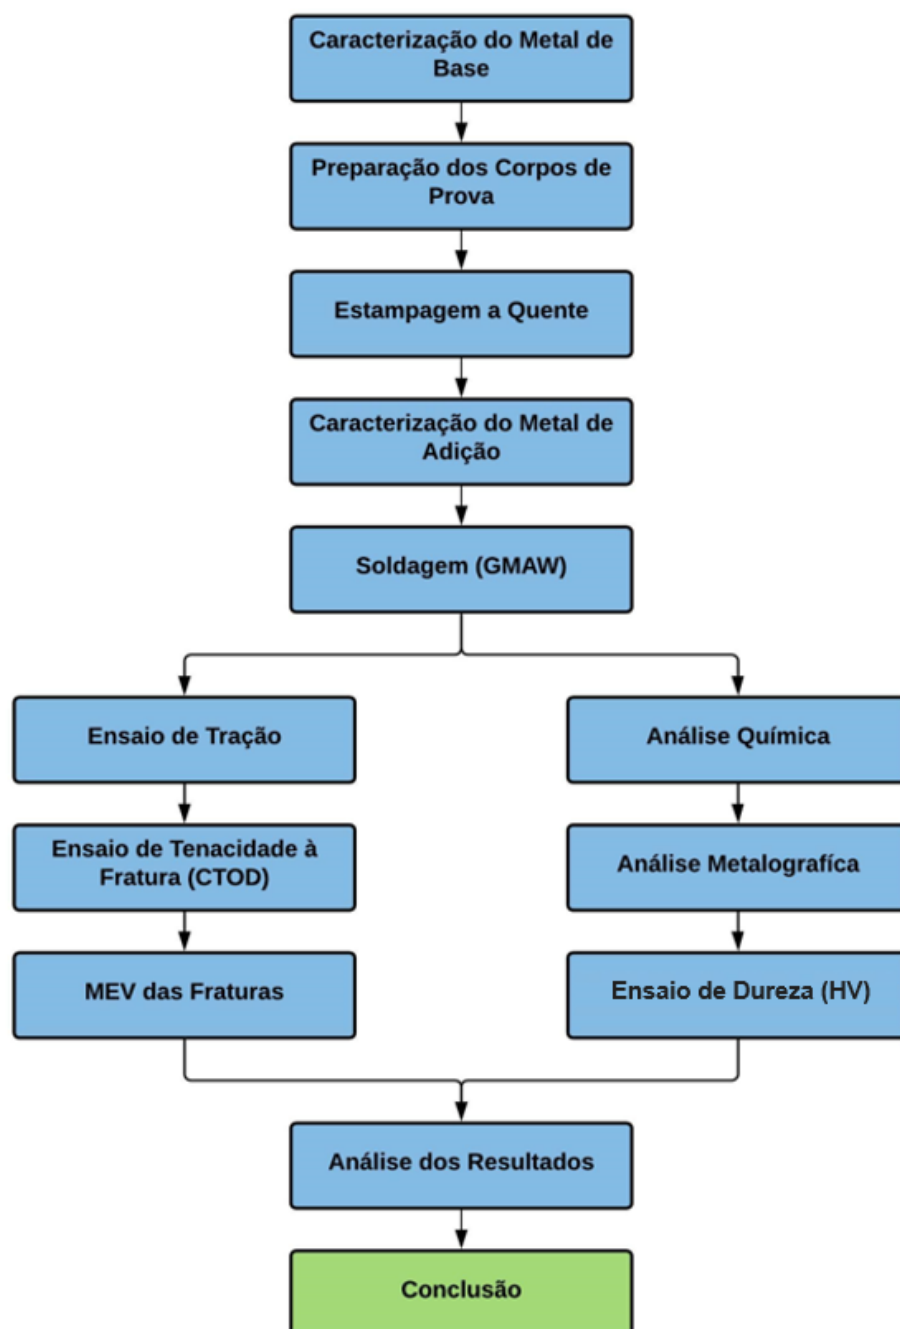 Caracterização do Metal de
Base
Preparação dos Corpos de
Prova
Estampagem a Quente
Caracterização do Metal de
Adição
Soldagem (GMAW)
Ensaio de Tração
Análise Química
Ensaio de Tenacidade à
Fratura (CTOD)
Análise Metalografíca
MEV das Fraturas
Ensaio de Dureza (HV)
Análise dos Resultados
Conclusão